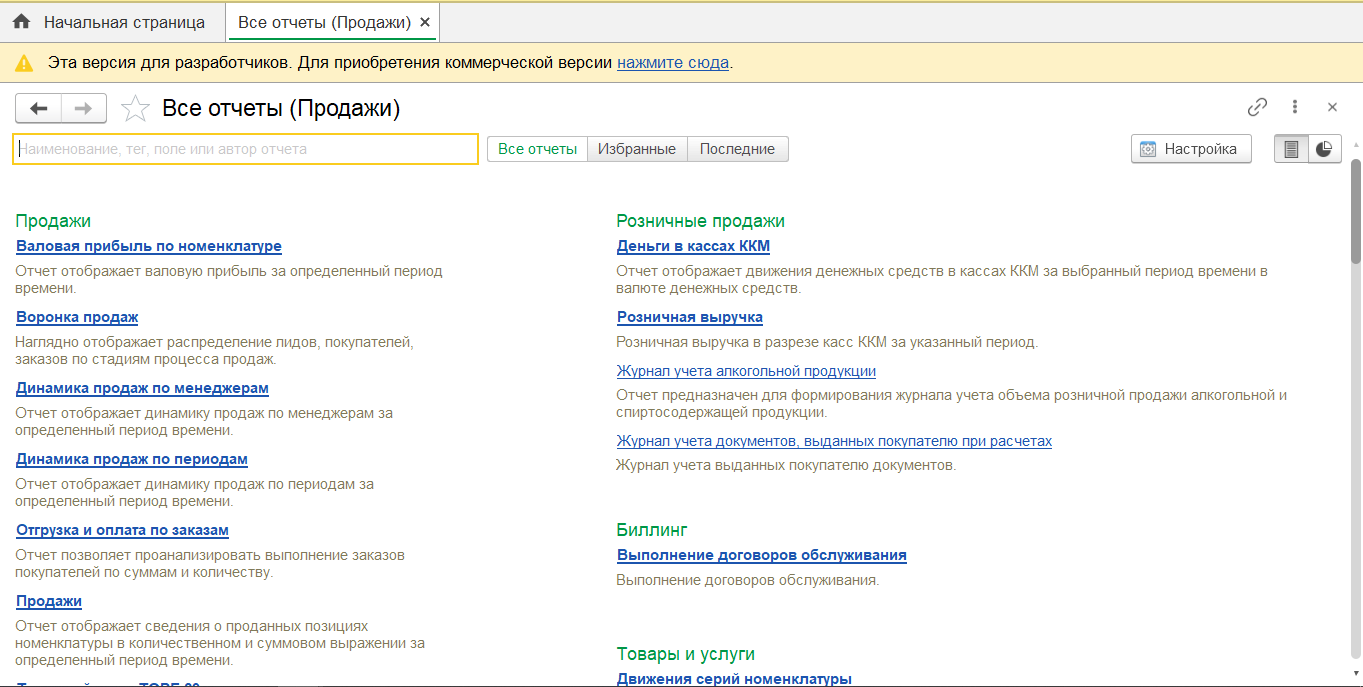 Начальная страница
Все отчеты (Продажи) ×
Эта версия для разработчиков. Для приобретения коммерческой версии нажмите сюда.
Все отчеты (Продажи)
Наименование, тег, поле или автор отчета
Все отчеты
Избранные
Последние
Настройка
Продажи
Валовая прибыль по номенклатуре
Отчет отображает валовую прибыль за определенный период
времени.
Воронка продаж
Наглядно отображает распределение лидов, покупателей,
заказов по стадиям процесса продаж.
Динамика продаж по менеджерам
Отчет отображает динамику продаж по менеджерам за
определенный период времени.
Динамика продаж по периодам
Отчет отображает динамику продаж по периодам за
определенный период времени.
Отгрузка и оплата по заказам
Отчет позволяет проанализировать выполнение заказов
покупателей по суммам и количеству.
Продажи
Отчет отображает сведения о проданных позициях
номенклатуры в количественном и суммовом выражении за
определенный период времени.
Розничные продажи
Деньги в кассах ККМ
Отчет отображает движения денежных средств в кассах ККМ за выбранный период времени в
валюте денежных средств.
Розничная выручка
Розничная выручка в разрезе касс ККМ за указанный период.
Журнал учета алкогольной продукции
Отчет предназначен для формирования журнала учета объема розничной продажи алкогольной и
спиртосодержащей продукции.
Журнал учета документов, выданных покупателю при расчетах
Журнал учета выданных покупателю документов.
Биллинг
Выполнение договоров обслуживания
Выполнение договоров обслуживания.
Товары и услуги
Движения серий номенклатуры